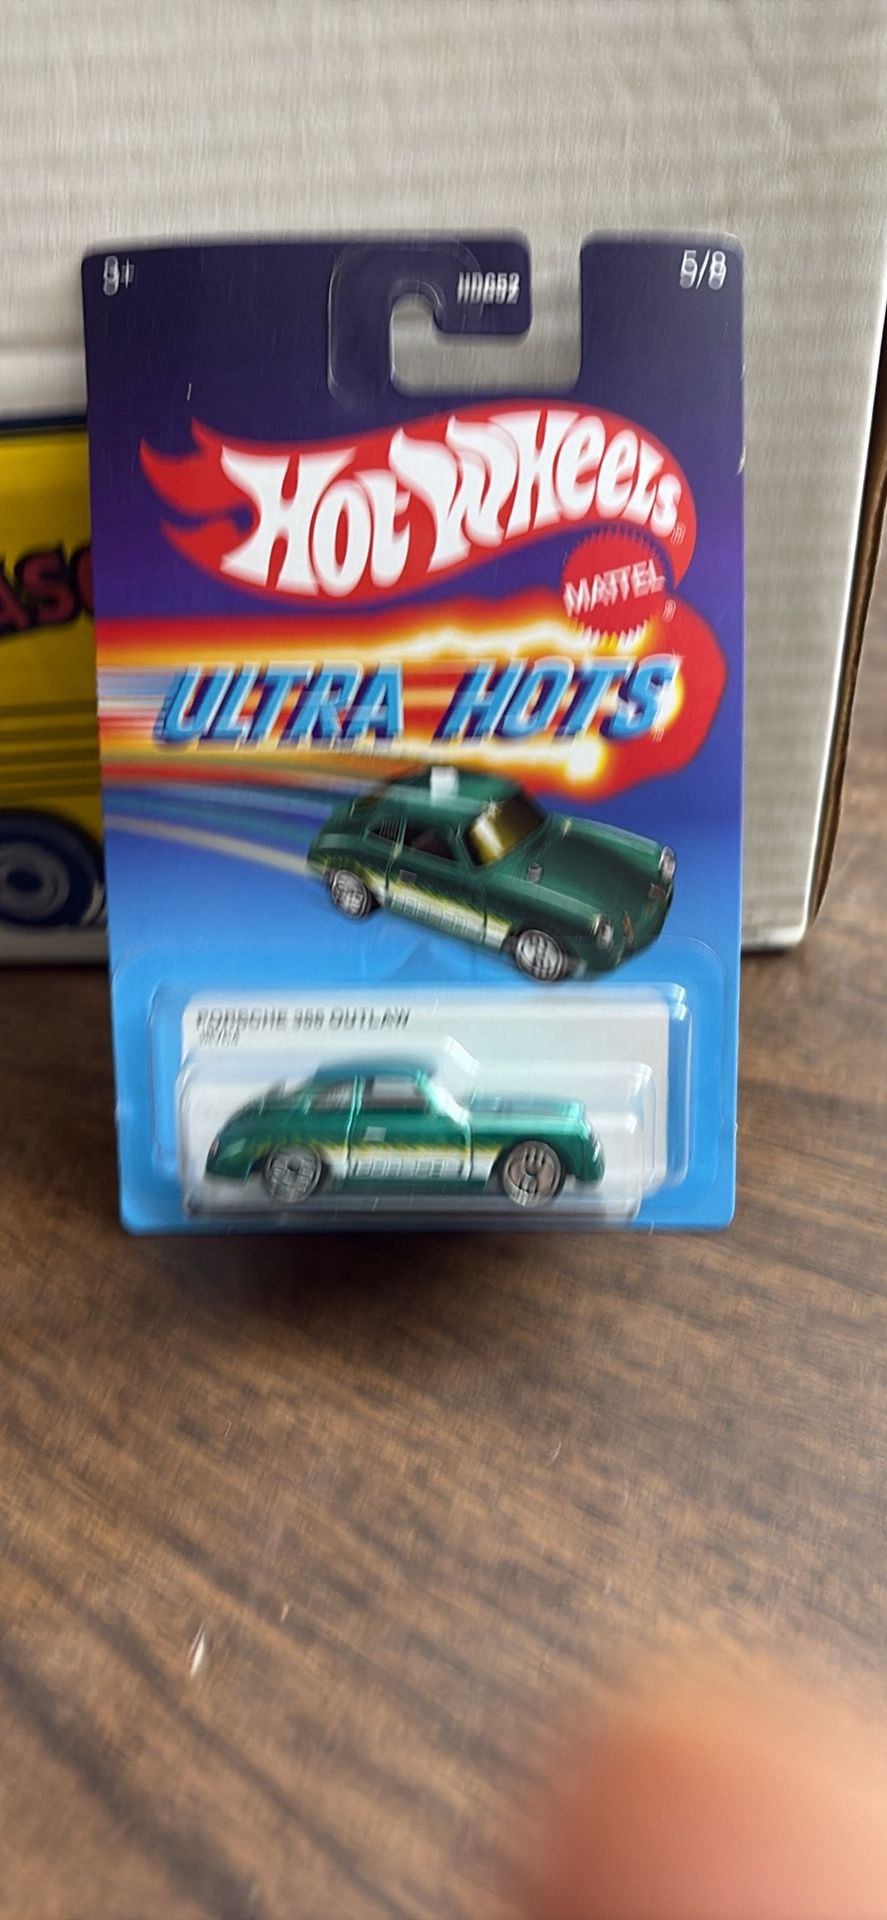 HDG52
5/8
HOT WHEELS
MATTEL
ULTRA HOTS
PORSCHE 356 OUTLAW